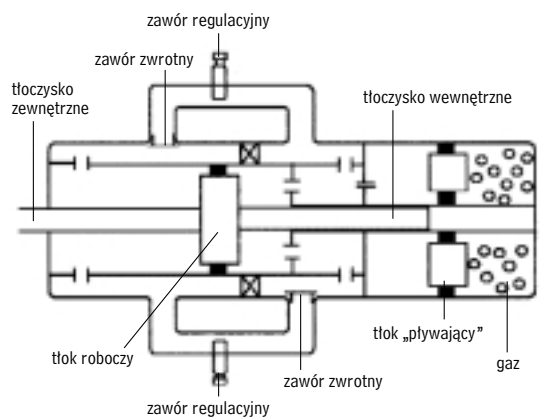 zawór regulacyjny
zawór zwrotny
tłoczysko
zewnętrzne
tłoczysko wewnętrzne
tłok roboczy
tłok „pływający”
gaz
zawór zwrotny
zawór regulacyjny